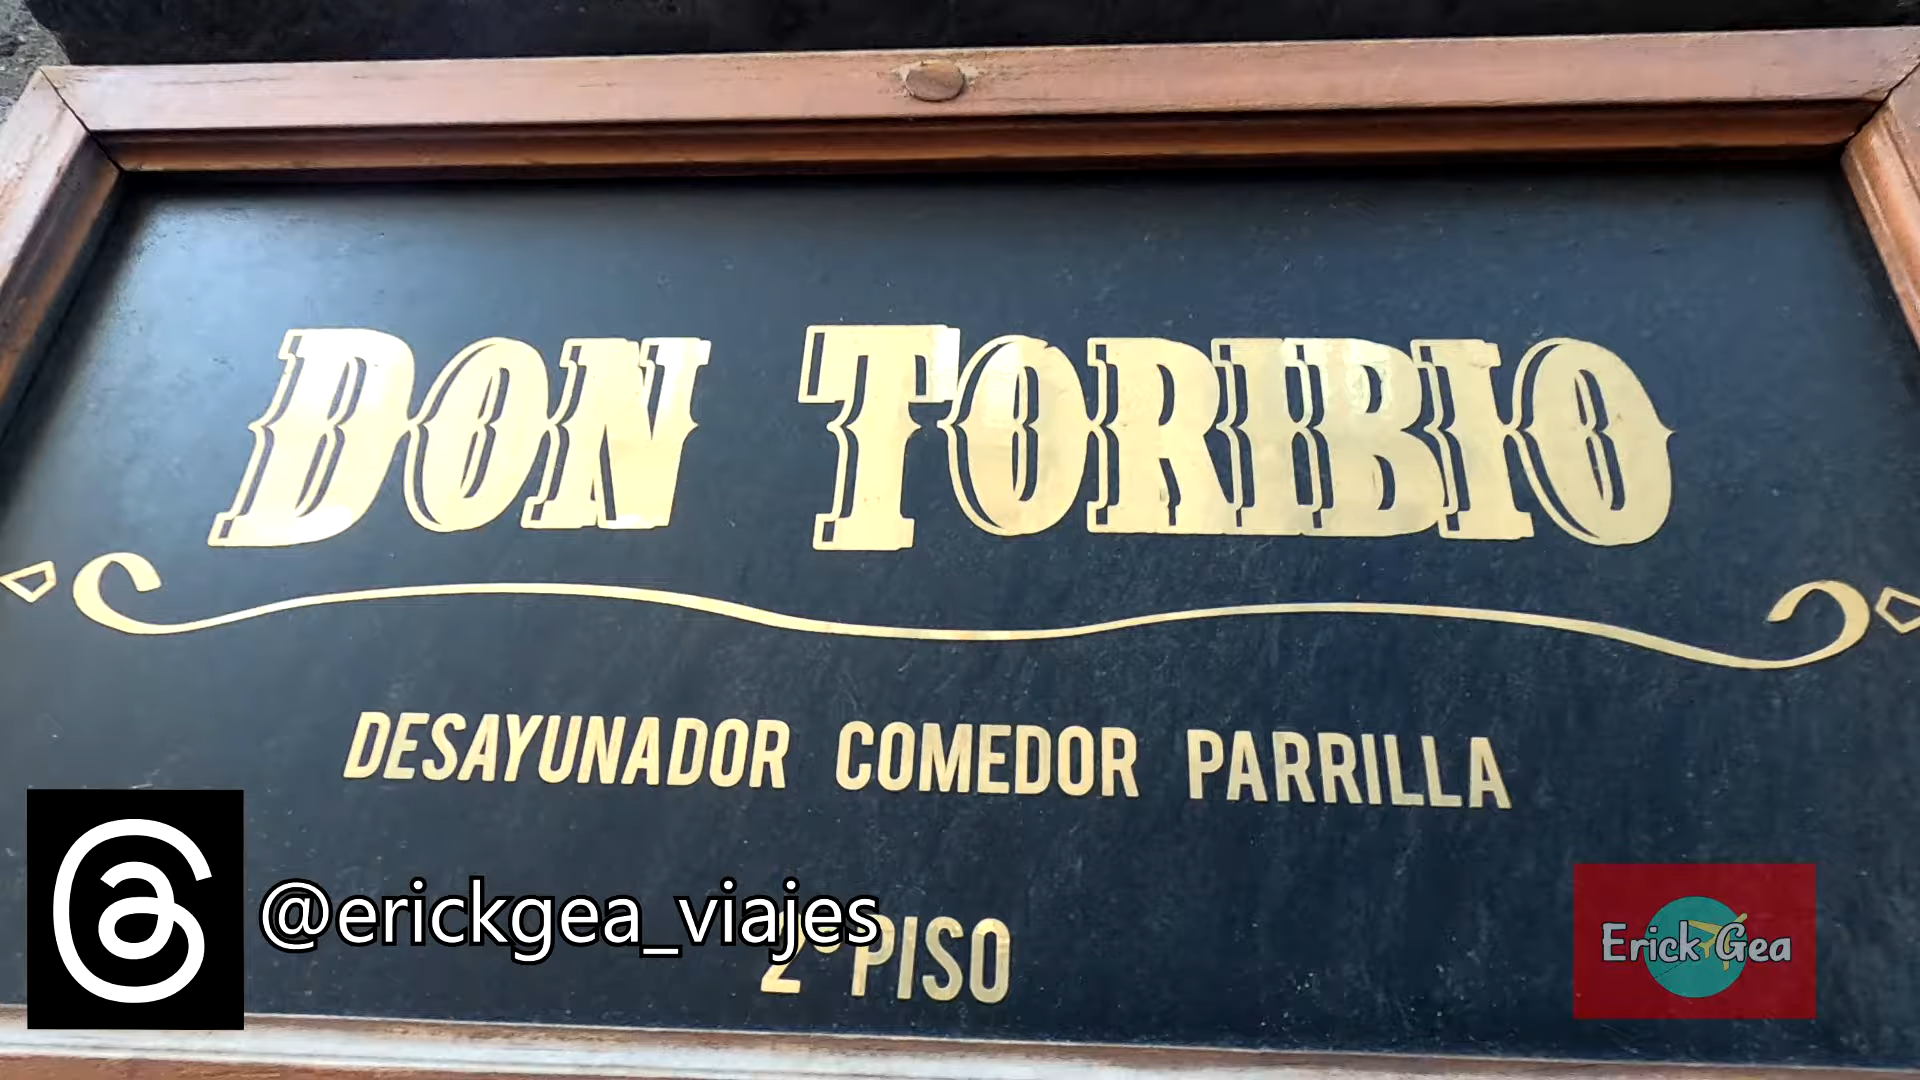 DON TORIBIO
DESAYUNADOR COMEDOR PARRILLA
2° PISO
@erickgea_viajes
Erick Gea